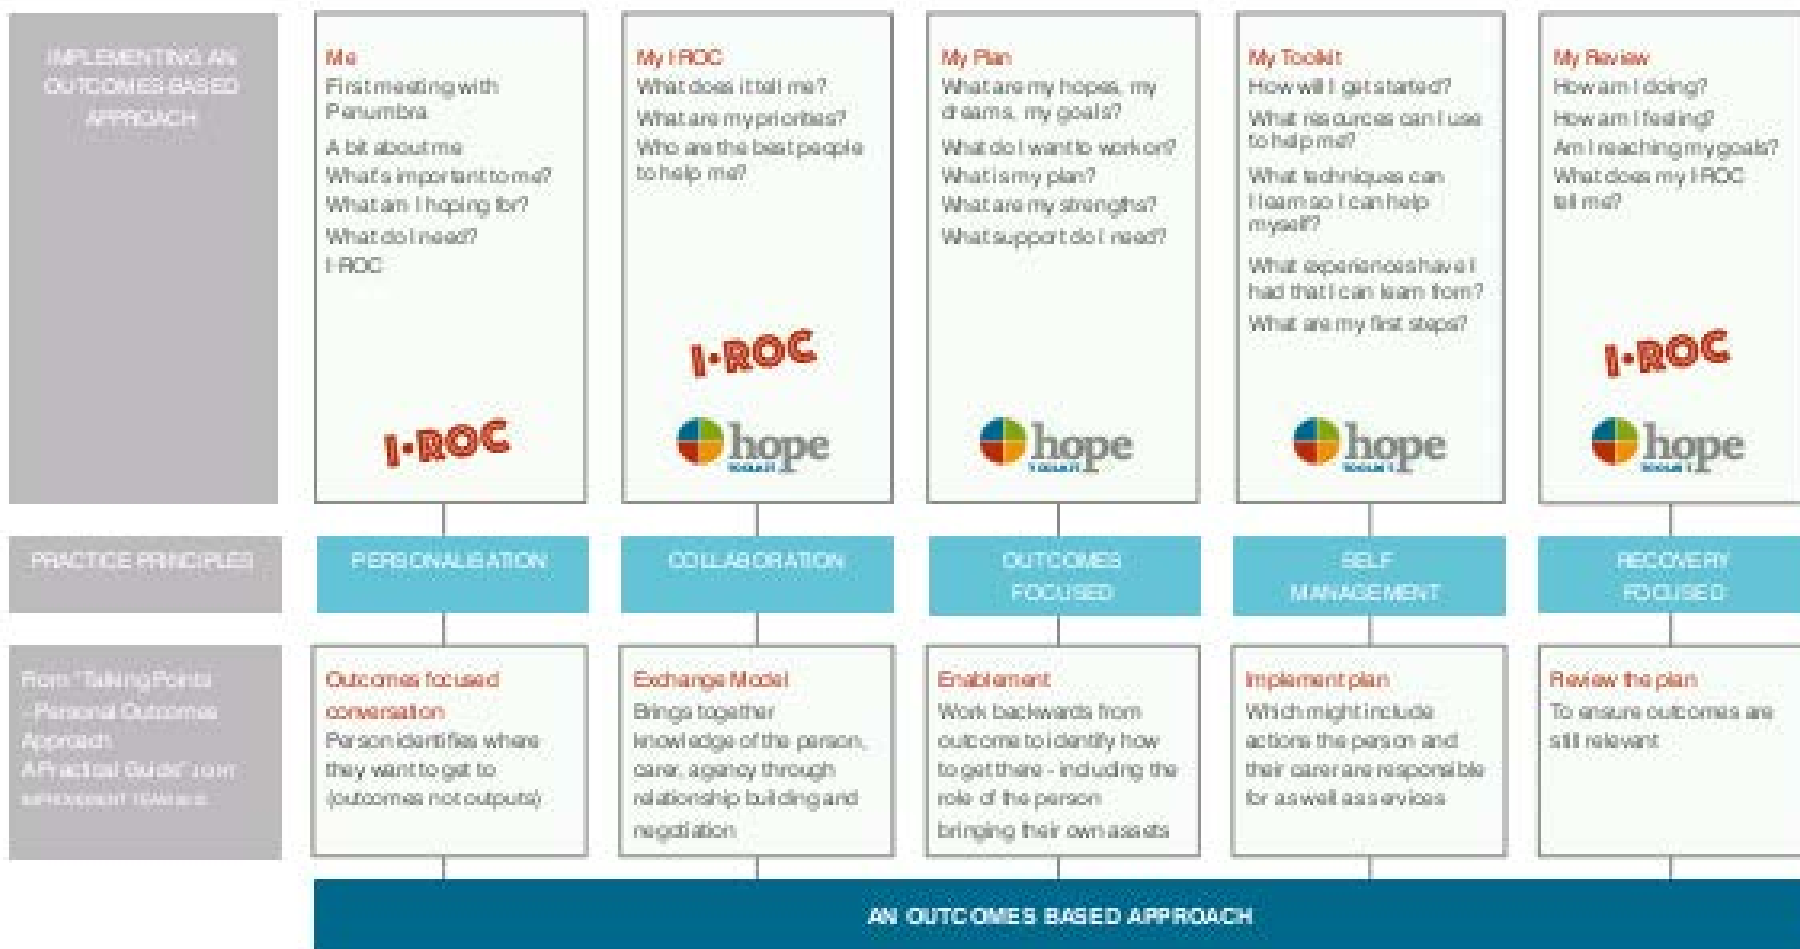 IMPLEMENTING AN
OUTCOMES BASED
APPROACH
Me
First meeting with
Penumbra
A bit about me
What's important to me?
What am I hoping for?
What do I need?
I-ROC
I·ROC
My I-ROC
What does it tell me?
What are my priorities?
Who are the best people
to help me?
I·ROC
hope
TOOLKIT
My Plan
What are my hopes, my
dreams, my goals?
What do I want to work on?
What is my plan?
What are my strengths?
What support do I need?
hope
TOOLKIT
My Toolkit
How will I get started?
What resources can I use
to help me?
What techniques can
I learn so I can help
myself?
What experiences have I
had that I can learn from?
What are my first steps?
hope
TOOLKIT
My Review
How am I doing?
How am I feeling?
Am I reaching my goals?
What does my I-ROC
tell me?
I·ROC
hope
TOOLKIT
PRACTICE PRINCIPLES
PERSONALISATION
COLLABORATION
OUTCOMES
FOCUSED
SELF
MANAGEMENT
RECOVERY
FOCUSED
From "Talking Points
- Personal Outcomes
Approach
A Practical Guide" JOINT
IMPROVEMENT TEAM
Outcomes focused
conversation
Person identifies where
they want to get to
(outcomes not outputs)
Exchange Model
Brings together
knowledge of the person,
carer, agency through
relationship building and
negotiation
Enablement
Work backwards from
outcome to identify how
to get there - including the
role of the person
bringing their own assets
Implement plan
Which might include
actions the person and
their carer are responsible
for as well as services
Review the plan
To ensure outcomes are
still relevant
AN OUTCOMES BASED APPROACH